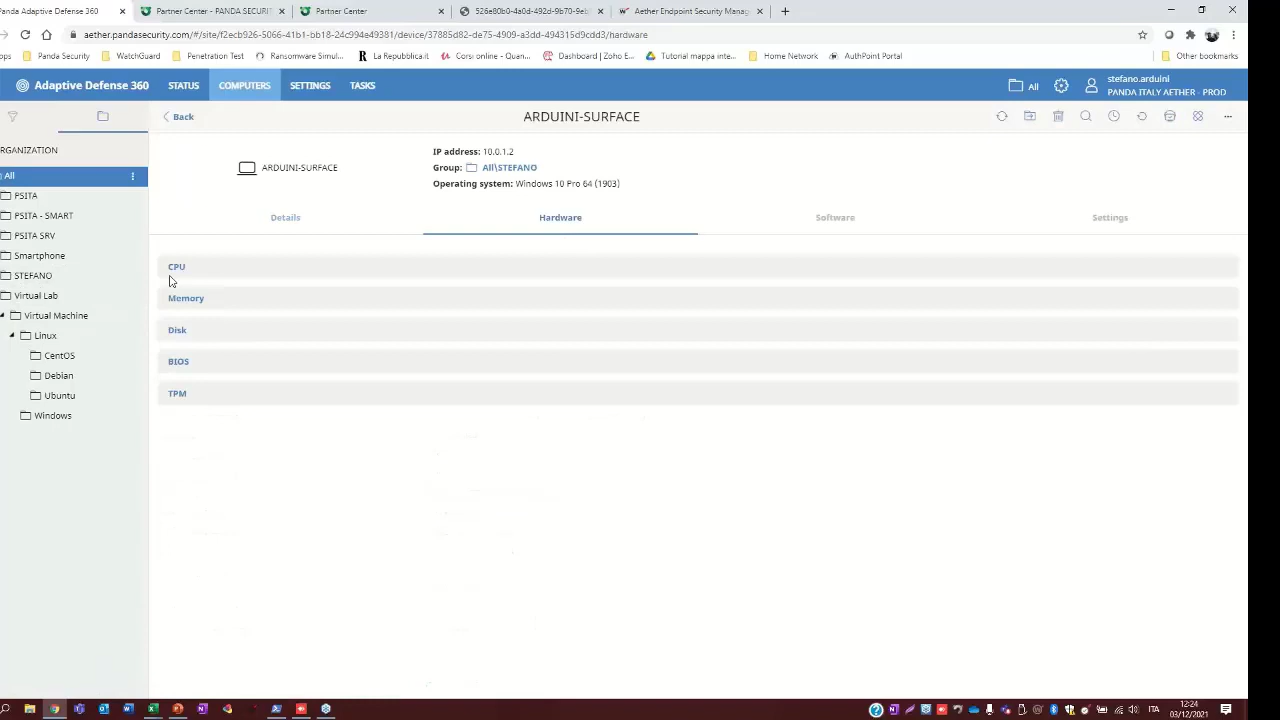 Panda Adaptive Defense 360
Partner Center - PANDA SECURIT
Partner Center
526e80b0-4a0d-492d-9b70-9eb
Aether Endpoint Security Manag
aether.pandasecurity.com/#/site/f2ecb926-5066-41b1-bb18-24c994e49381/device/37885d82-de75-4909-a3dd-494315d9cdd3/hardware
Panda Security
WatchGuard
Penetration Test
Ransomware Simul...
La Repubblica.it
Corsi online - Quan...
Dashboard | Zoho E...
Tutorial mappa inte...
Home Network
AuthPoint Portal
Other bookmarks
Adaptive Defense 360
STATUS
COMPUTERS
SETTINGS
TASKS
All
stefano.arduini
PANDA ITALY AETHER - PROD
Back
ARDUINI-SURFACE
RGANIZATION
All
PSITA
PSITA - SMART
PSITA SRV
Smartphone
STEFANO
Virtual Lab
Virtual Machine
Linux
CentOS
Debian
Ubuntu
Windows
ARDUINI-SURFACE
IP address: 10.0.1.2
Group: All\STEFANO
Operating system: Windows 10 Pro 64 (1903)
Details
Hardware
Software
Settings
CPU
Memory
Disk
BIOS
TPM
ITA
12:24
03/12/2021